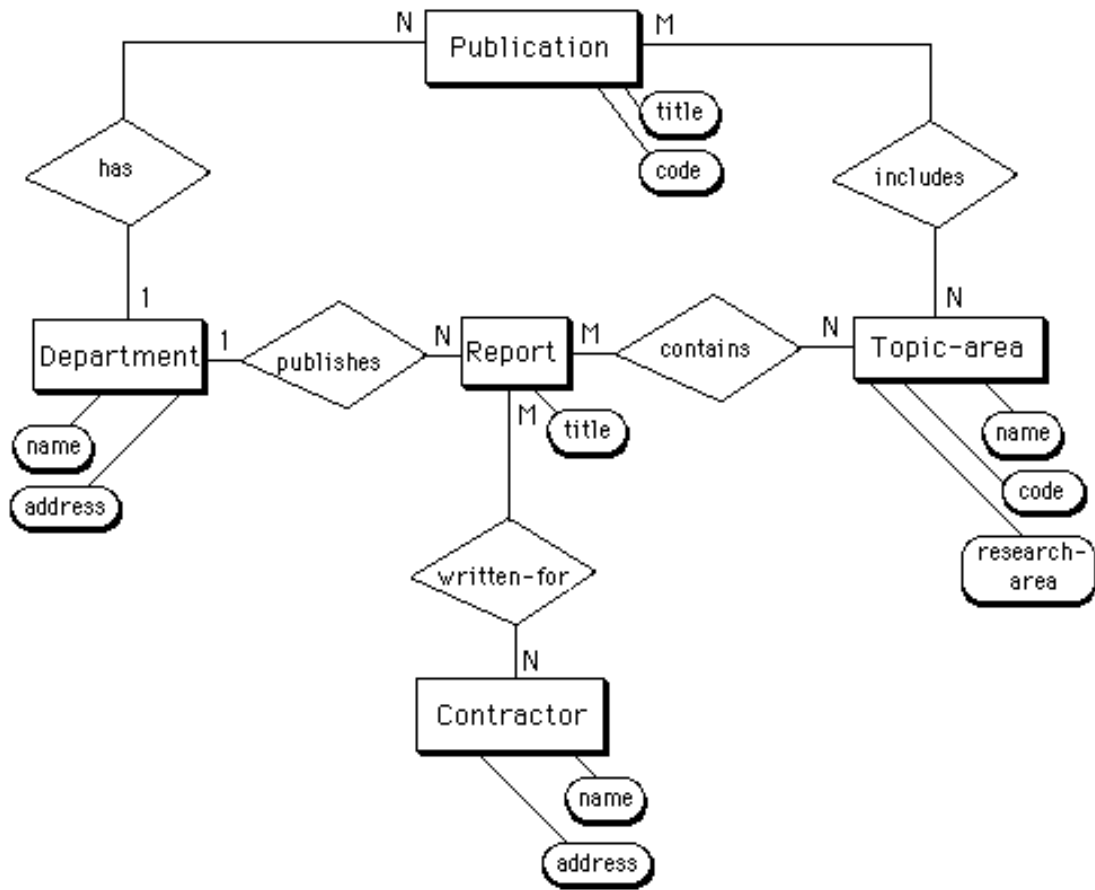 N
Publication
M
title
code
has
includes
1
N
Department
1
publishes
N
Report
M
contains
N
Topic-area
name
address
M
title
name
code
research-
area
written-for
N
Contractor
name
address